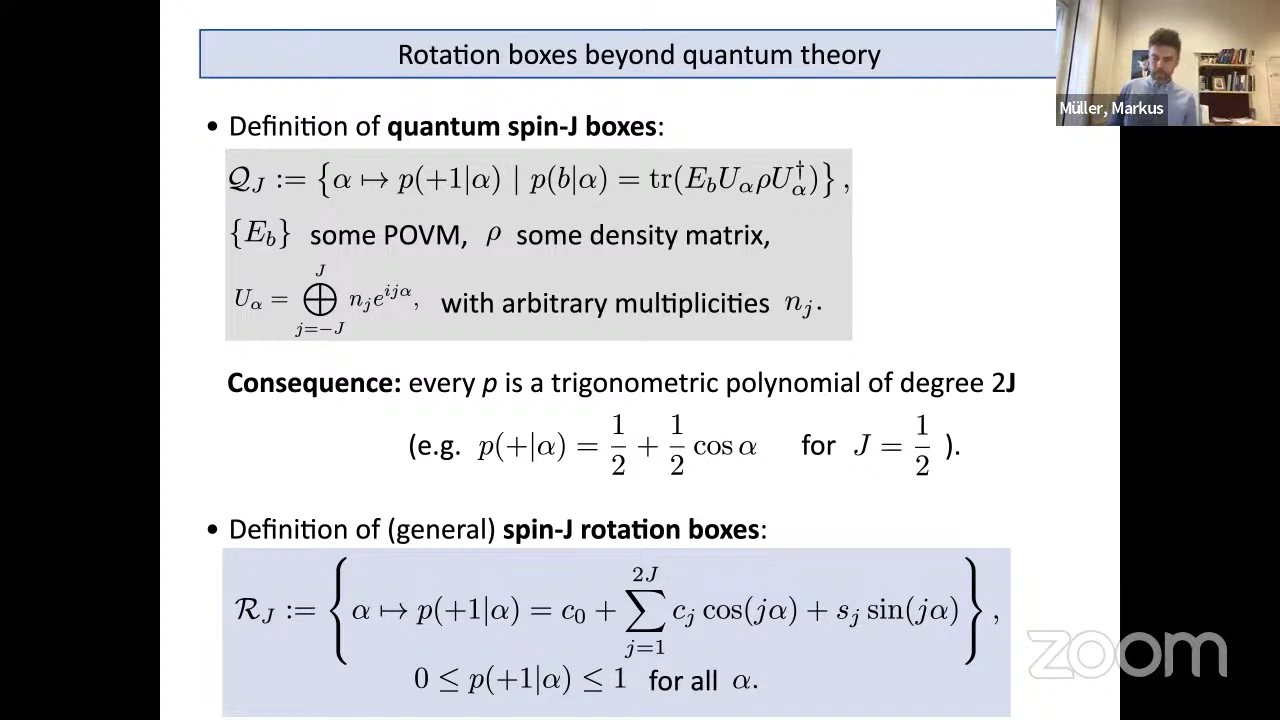 Rotation boxes beyond quantum theory
Müller, Markus
• Definition of quantum spin-J boxes:
𝒬_J := {α ↦ p(+1|α) | p(b|α) = tr(E_b U_α ρ U_α^†)} ,
{E_b} some POVM, ρ some density matrix,
U_α = ⨁_{j=−J}^{J} n_j e^{ijα}, with arbitrary multiplicities n_j.
Consequence: every p is a trigonometric polynomial of degree 2J
(e.g. p(+|α) = 1/2 + 1/2 cos α for J = 1/2 ).
• Definition of (general) spin-J rotation boxes:
ℛ_J := { α ↦ p(+1|α) = c_0 + ∑_{j=1}^{2J} c_j cos(jα) + s_j sin(jα) } ,
0 ≤ p(+1|α) ≤ 1 for all α.
zoom